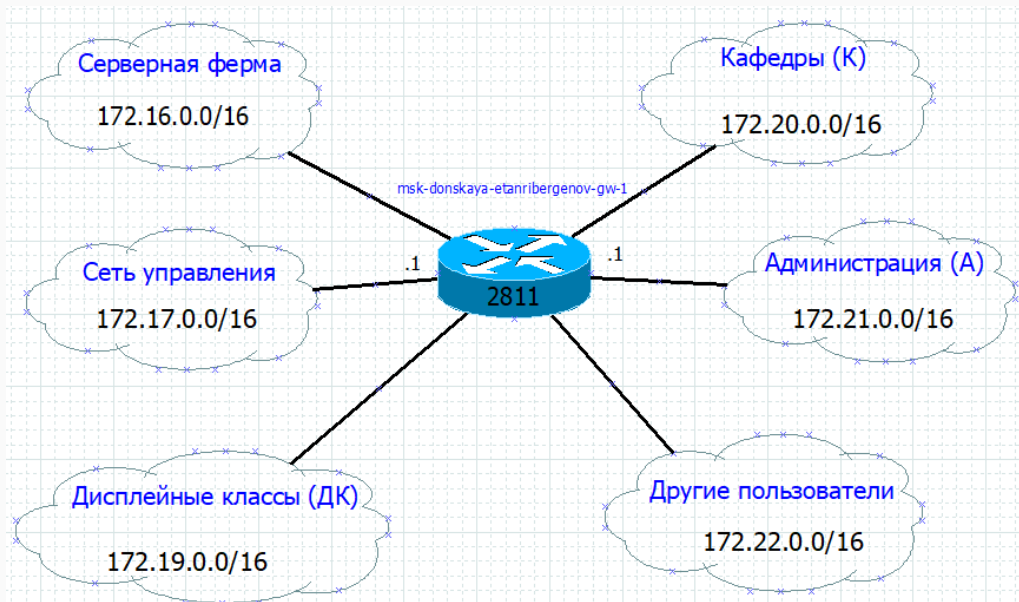 Серверная ферма
172.16.0.0/16
Кафедры (К)
172.20.0.0/16
msk-donskaya-etanribergenov-gw-1
Сеть управления
172.17.0.0/16
.1
2811
.1
Администрация (А)
172.21.0.0/16
Дисплейные классы (ДК)
172.19.0.0/16
Другие пользователи
172.22.0.0/16